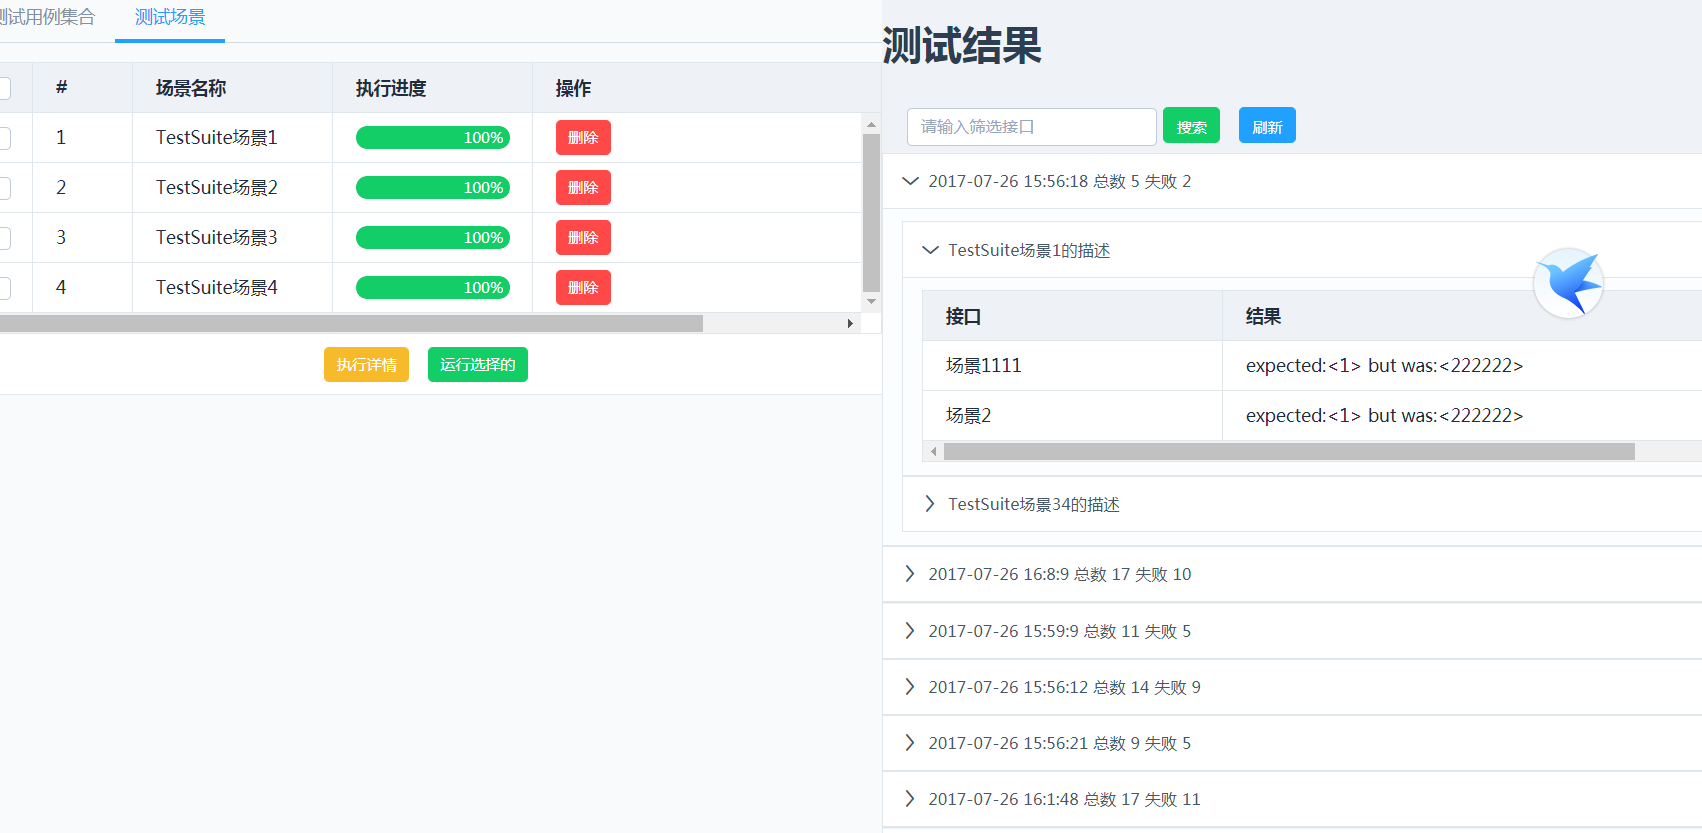 测试用例集合 测试场景
# 场景名称 执行进度 操作
1 TestSuite场景1 100% 删除
2 TestSuite场景2 100% 删除
3 TestSuite场景3 100% 删除
4 TestSuite场景4 100% 删除
执行详情 运行选择的
测试结果
请输入筛选接口 搜索 刷新
2017-07-26 15:56:18 总数 5 失败 2
TestSuite场景1的描述
接口 结果
场景1111 expected:<1> but was:<222222>
场景2 expected:<1> but was:<222222>
TestSuite场景34的描述
2017-07-26 16:8:9 总数 17 失败 10
2017-07-26 15:59:9 总数 11 失败 5
2017-07-26 15:56:12 总数 14 失败 9
2017-07-26 15:56:21 总数 9 失败 5
2017-07-26 16:1:48 总数 17 失败 11